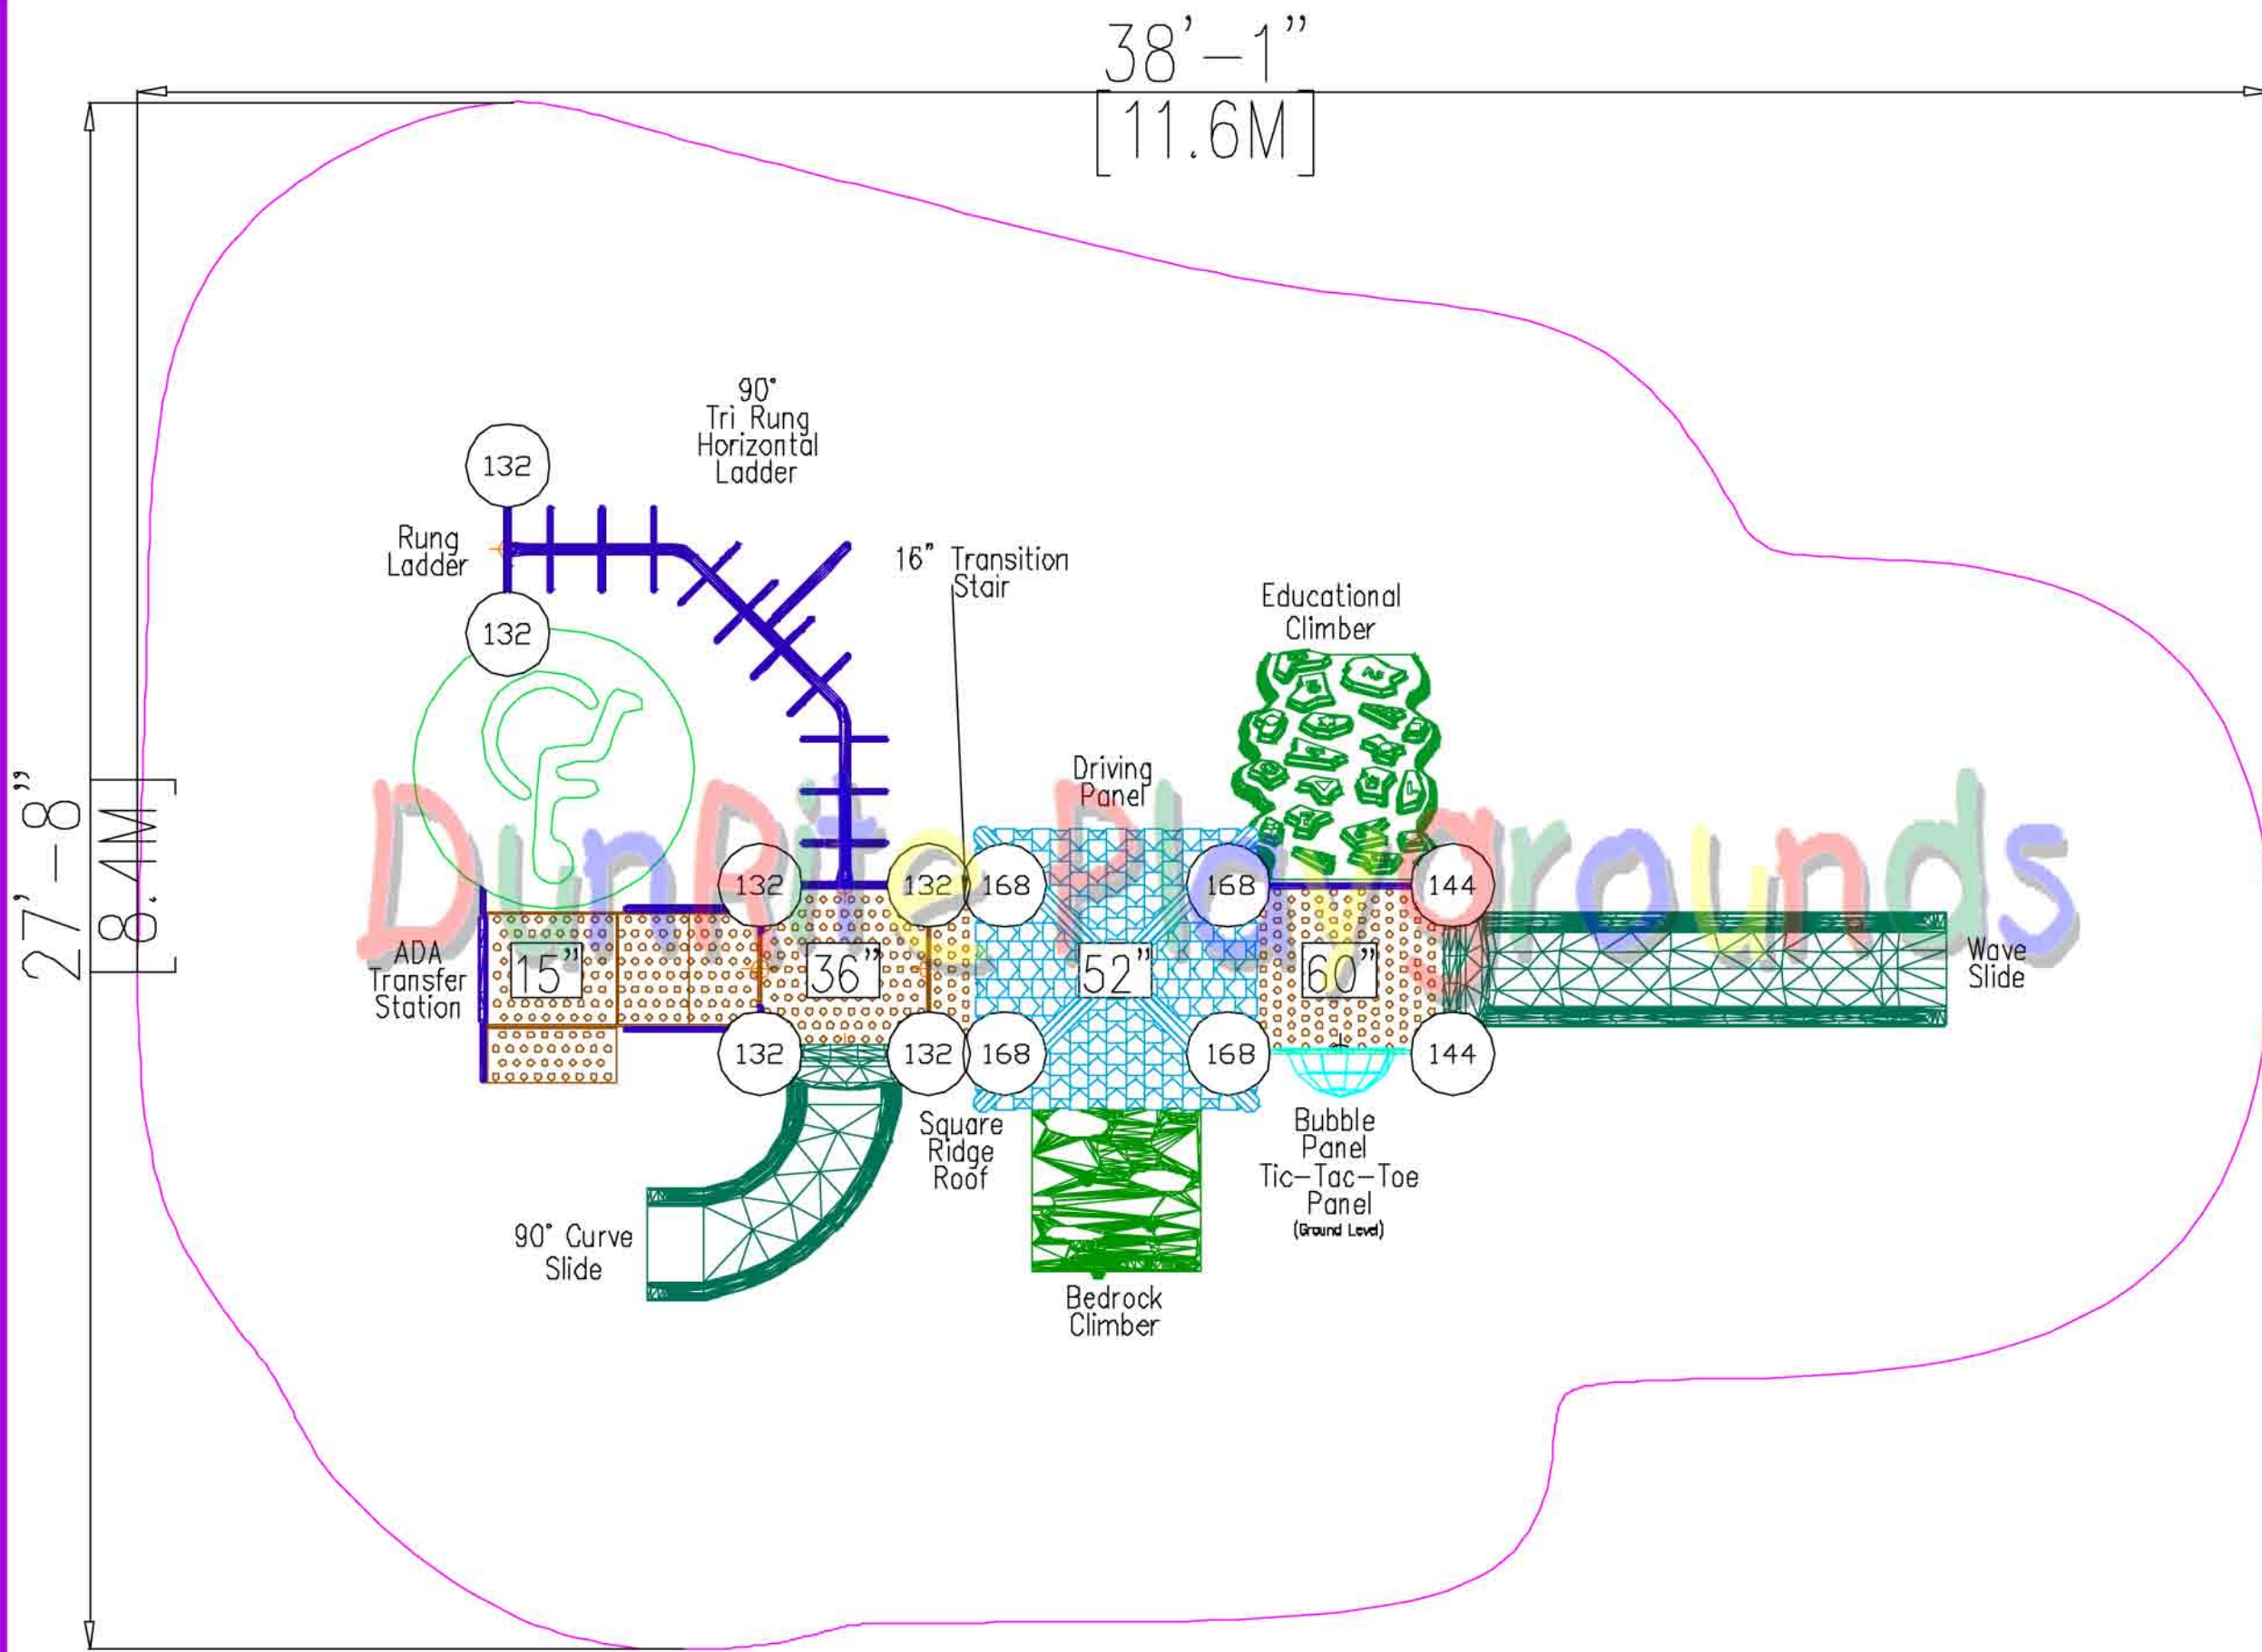 38'-1"
[11.6M]
27'-8"
[8.4M]
90°
Tri Rung
Horizontal
Ladder
132
Rung
Ladder
132
16" Transition
Stair
Educational
Climber
Driving
Panel
DunRite Playgrounds
132
132
168
168
144
ADA
Transfer
Station
15"
36"
52"
60"
Wave
Slide
132
132
168
168
144
Square
Ridge
Roof
Bubble
Panel
Tic-Tac-Toe
Panel
(Ground Level)
90° Curve
Slide
Bedrock
Climber